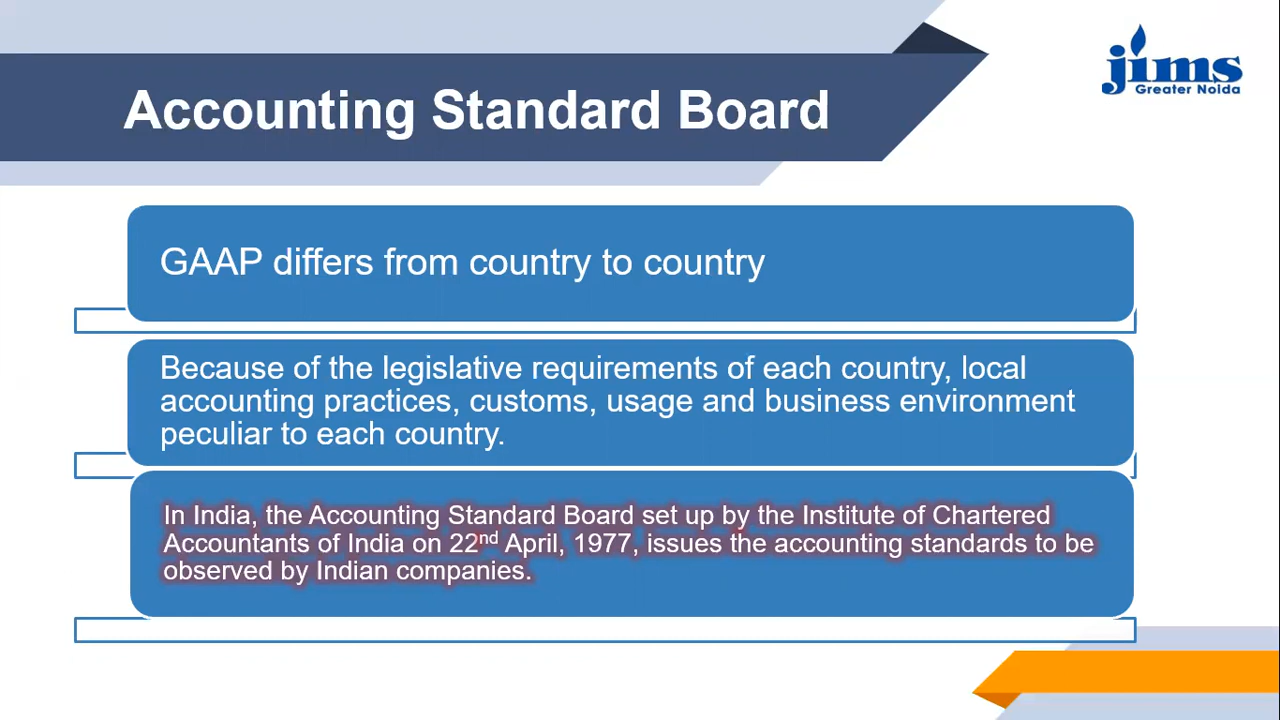 jims
Greater Noida
Accounting Standard Board
GAAP differs from country to country
Because of the legislative requirements of each country, local
accounting practices, customs, usage and business environment
peculiar to each country.
In India, the Accounting Standard Board set up by the Institute of Chartered
Accountants of India on 22nd April, 1977, issues the accounting standards to be
observed by Indian companies.